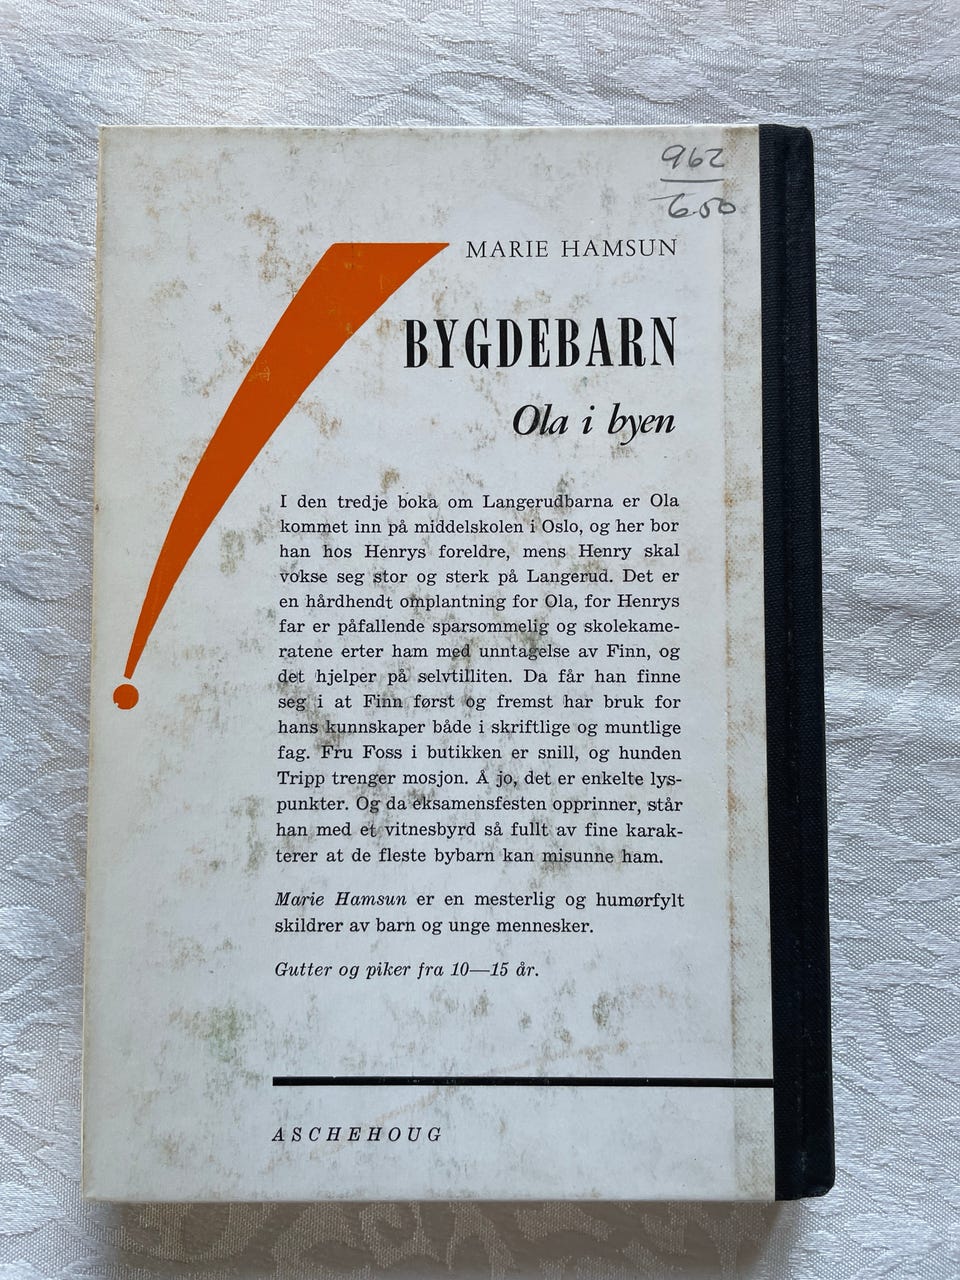 962
650
MARIE HAMSUN
BYGDEBARN
Ola i byen
I den tredje boka om Langerudbarna er Ola
kommet inn på middelskolen i Oslo, og her bor
han hos Henrys foreldre, mens Henry skal
vokse seg stor og sterk på Langerud. Det er
en hårdhendt omplantning for Ola, for Henrys
far er påfallende sparsommelig og skolekame-
ratene erter ham med unntagelse av Finn, og
det hjelper på selvtilliten. Da får han finne
seg i at Finn først og fremst har bruk for
hans kunnskaper både i skriftlige og muntlige
fag. Fru Foss i butikken er snill, og hunden
Tripp trenger mosjon. Å jo, det er enkelte lys-
punkter. Og da eksamensfesten opprinner, står
han med et vitnesbyrd så fullt av fine karak-
terer at de fleste bybarn kan misunne ham.
Marie Hamsun er en mesterlig og humørfylt
skildrer av barn og unge mennesker.
Gutter og piker fra 10—15 år.
ASCHEHOUG